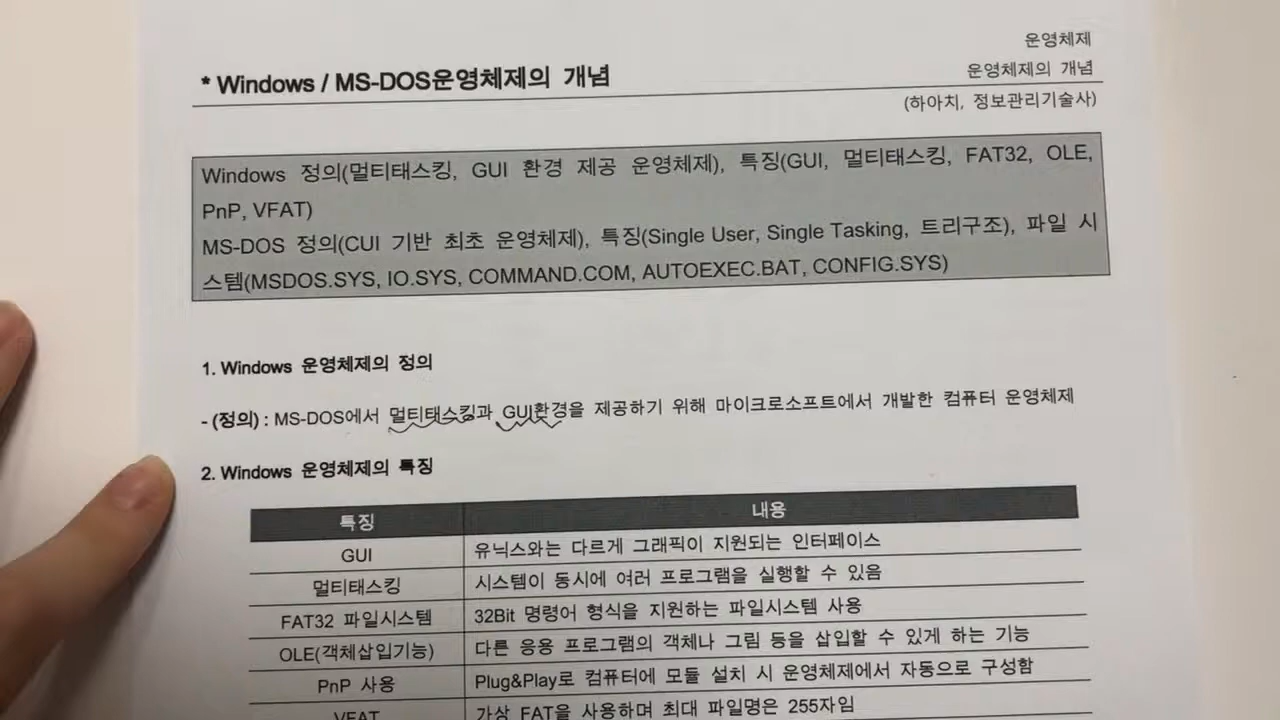 운영체제
* Windows / MS-DOS운영체제의 개념
운영체제의 개념
(하아치, 정보관리기술사)
Windows 정의(멀티태스킹, GUI 환경 제공 운영체제), 특징(GUI, 멀티태스킹, FAT32, OLE,
PnP, VFAT)
MS-DOS 정의(CUI 기반 최초 운영체제), 특징(Single User, Single Tasking, 트리구조), 파일 시
스템(MSDOS.SYS, IO.SYS, COMMAND.COM, AUTOEXEC.BAT, CONFIG.SYS)
1. Windows 운영체제의 정의
- (정의) : MS-DOS에서 멀티태스킹과 GUI환경을 제공하기 위해 마이크로소프트에서 개발한 컴퓨터 운영체제
2. Windows 운영체제의 특징
특징 내용
GUI 유닉스와는 다르게 그래픽이 지원되는 인터페이스
멀티태스킹 시스템이 동시에 여러 프로그램을 실행할 수 있음
FAT32 파일시스템 32Bit 명령어 형식을 지원하는 파일시스템 사용
OLE(객체삽입기능) 다른 응용 프로그램의 객체나 그림 등을 삽입할 수 있게 하는 기능
PnP 사용 Plug&Play로 컴퓨터에 모듈 설치 시 운영체제에서 자동으로 구성함
VFAT 가상 FAT을 사용하며 최대 파일명은 255자임